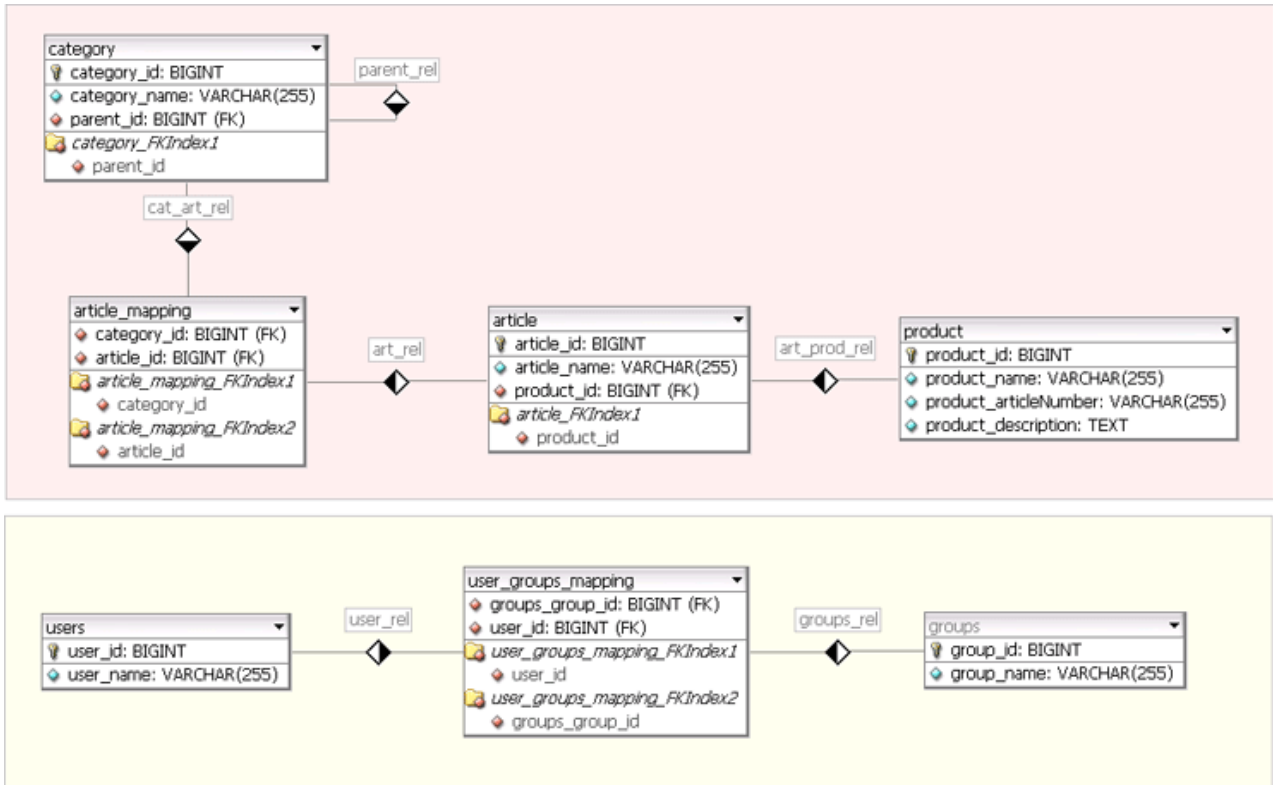 category
category_id: BIGINT
category_name: VARCHAR(255)
parent_id: BIGINT (FK)
category_FKIndex1
parent_id
parent_rel
cat_art_rel
article_mapping
category_id: BIGINT (FK)
article_id: BIGINT (FK)
article_mapping_FKIndex1
category_id
article_mapping_FKIndex2
article_id
art_rel
article
article_id: BIGINT
article_name: VARCHAR(255)
product_id: BIGINT (FK)
article_FKIndex1
product_id
art_prod_rel
product
product_id: BIGINT
product_name: VARCHAR(255)
product_articleNumber: VARCHAR(255)
product_description: TEXT
users
user_id: BIGINT
user_name: VARCHAR(255)
user_rel
user_groups_mapping
groups_group_id: BIGINT (FK)
user_id: BIGINT (FK)
user_groups_mapping_FKIndex1
user_id
user_groups_mapping_FKIndex2
groups_group_id
groups_rel
groups
group_id: BIGINT
group_name: VARCHAR(255)